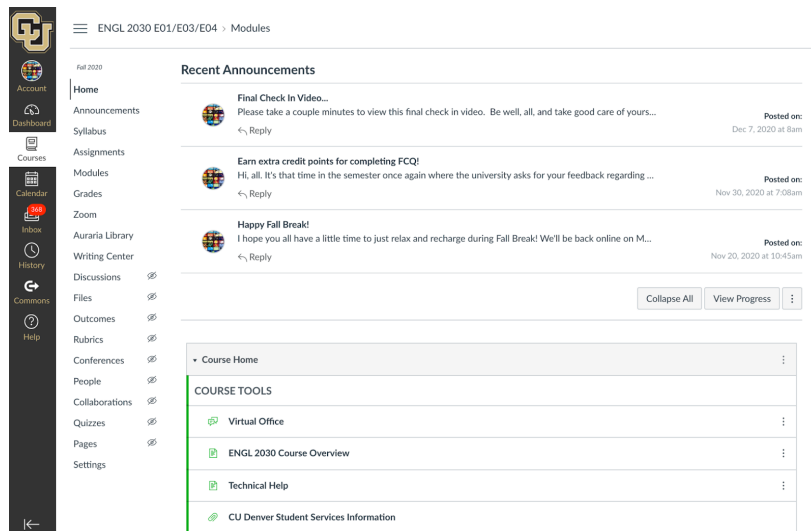 CU
ENGL 2030 E01/E03/E04 > Modules
Account
Dashboard
Courses
Calendar
368
Inbox
History
Commons
Help
Fall 2020
Home
Announcements
Syllabus
Assignments
Modules
Grades
Zoom
Auraria Library
Writing Center
Discussions
Files
Outcomes
Rubrics
Conferences
People
Collaborations
Quizzes
Pages
Settings
Recent Announcements
Final Check In Video...
Please take a couple minutes to view this final check in video. Be well, all, and take good care of yours...
Reply
Posted on:
Dec 7, 2020 at 8am
Earn extra credit points for completing FCQ!
Hi, all. It's that time in the semester once again where the university asks for your feedback regarding ...
Reply
Posted on:
Nov 30, 2020 at 7:08am
Happy Fall Break!
I hope you all have a little time to just relax and recharge during Fall Break! We'll be back online on M...
Reply
Posted on:
Nov 20, 2020 at 10:45am
Collapse All View Progress
Course Home
COURSE TOOLS
Virtual Office
ENGL 2030 Course Overview
Technical Help
CU Denver Student Services Information